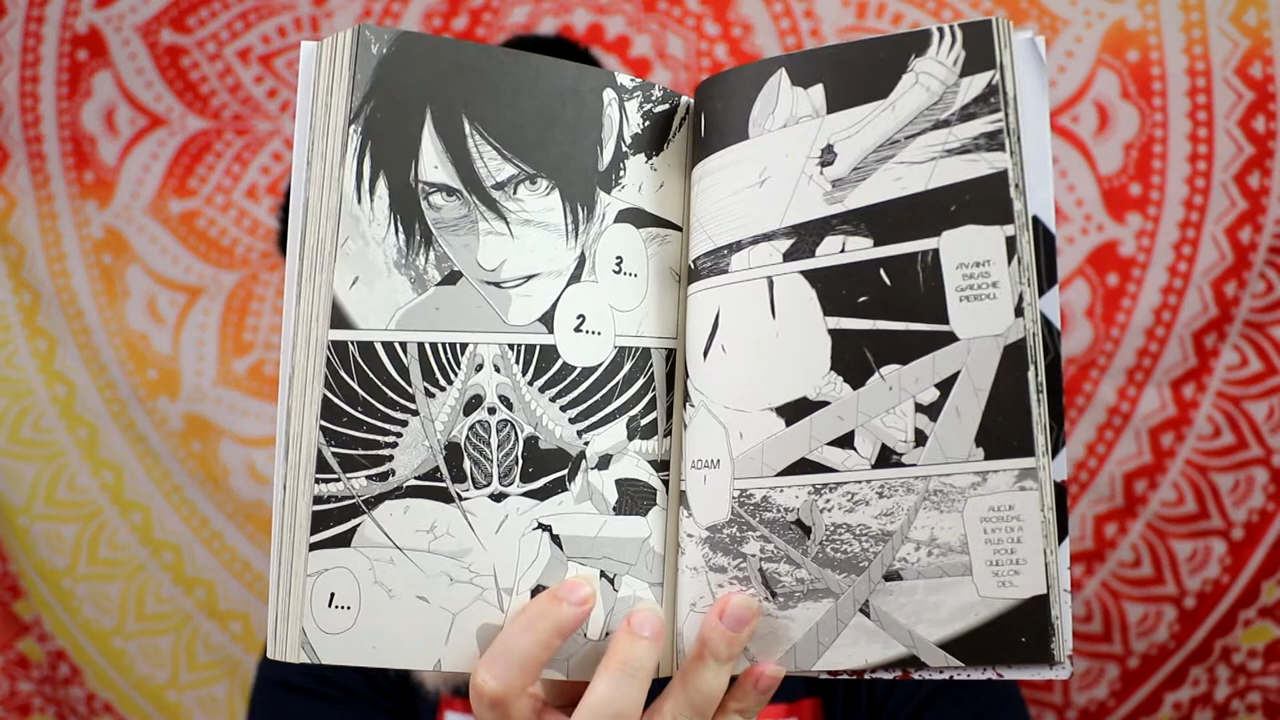 3...
2...
1...
AVANT-
BRAS
GAUCHE
PERDU.
ADAM
!
AUCUN
PROBLÈME,
IL N'Y EN A
PLUS QUE
POUR
QUELQUES
SECON-
DES...